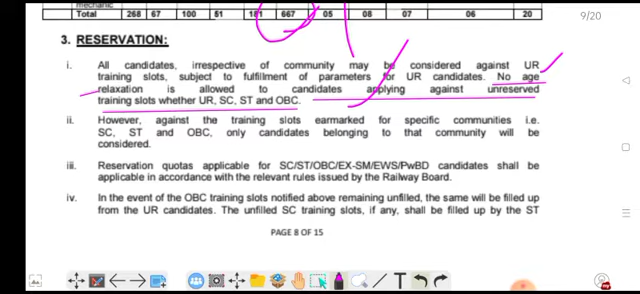 mechanic
Total 268 67 100 51 181 667 05 08 07 06 20
9/20
3. RESERVATION:
i. All candidates, irrespective of community may be considered against UR
training slots, subject to fulfillment of parameters for UR candidates. No age
relaxation is allowed to candidates applying against unreserved
training slots whether UR, SC, ST and OBC.
ii. However, against the training slots earmarked for specific communities i.e.
SC, ST and OBC, only candidates belonging to that community will be
considered.
iii. Reservation quotas applicable for SC/ST/OBC/EX-SM/EWS/PwBD candidates shall be
applicable in accordance with the relevant rules issued by the Railway Board.
iv. In the event of the OBC training slots notified above remaining unfilled, the same will be filled up
from the UR candidates. The unfilled SC training slots, if any, shall be filled up by the ST
PAGE 8 OF 15
T